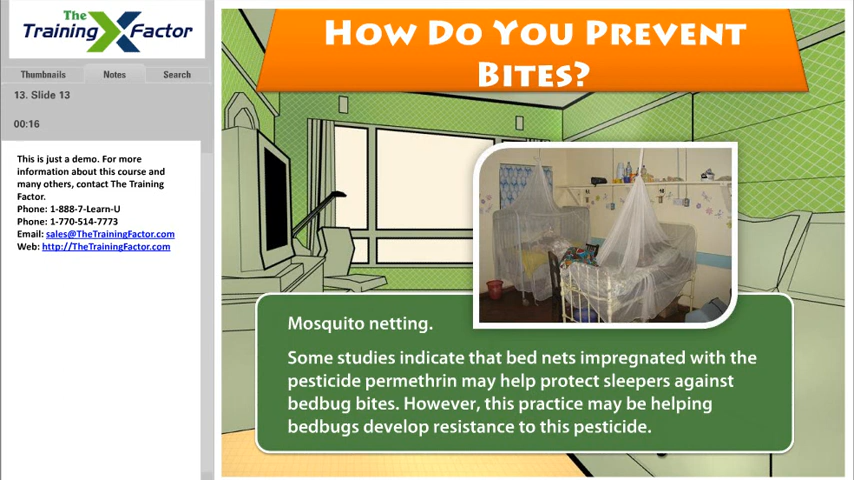 The
Training Factor
Thumbnails Notes Search
13. Slide 13
00:16
This is just a demo. For more
information about this course and
many others, contact The Training
Factor.
Phone: 1-888-7-Learn-U
Phone: 1-770-514-7773
Email: sales@TheTrainingFactor.com
Web: http://TheTrainingFactor.com
How Do You Prevent
Bites?
Mosquito netting.
Some studies indicate that bed nets impregnated with the
pesticide permethrin may help protect sleepers against
bedbug bites. However, this practice may be helping
bedbugs develop resistance to this pesticide.